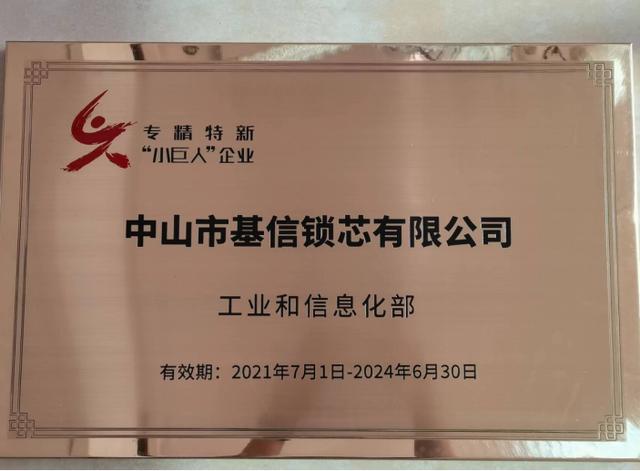 专精特新
“小巨人”企业
中山市基信锁芯有限公司
工业和信息化部
有效期：2021年7月1日-2024年6月30日